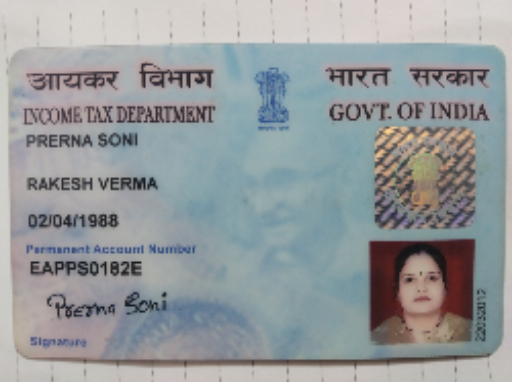 आयकर विभाग
भारत सरकार
INCOME TAX DEPARTMENT
GOVT. OF INDIA
PRERNA SONI
RAKESH VERMA
02/04/1988
Permanent Account Number
EAPPS0182E
Prerna Soni
Signature
22032012